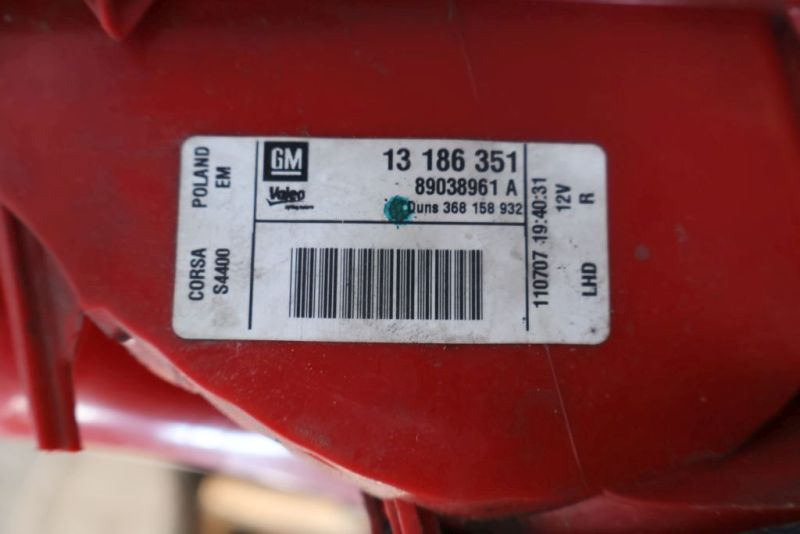 POLAND
EM
CORSA
S4400
GM
Valeo
13 186 351
89038961 A
Duns 368 158 932
110707 19:40:31
12V
R
LHD